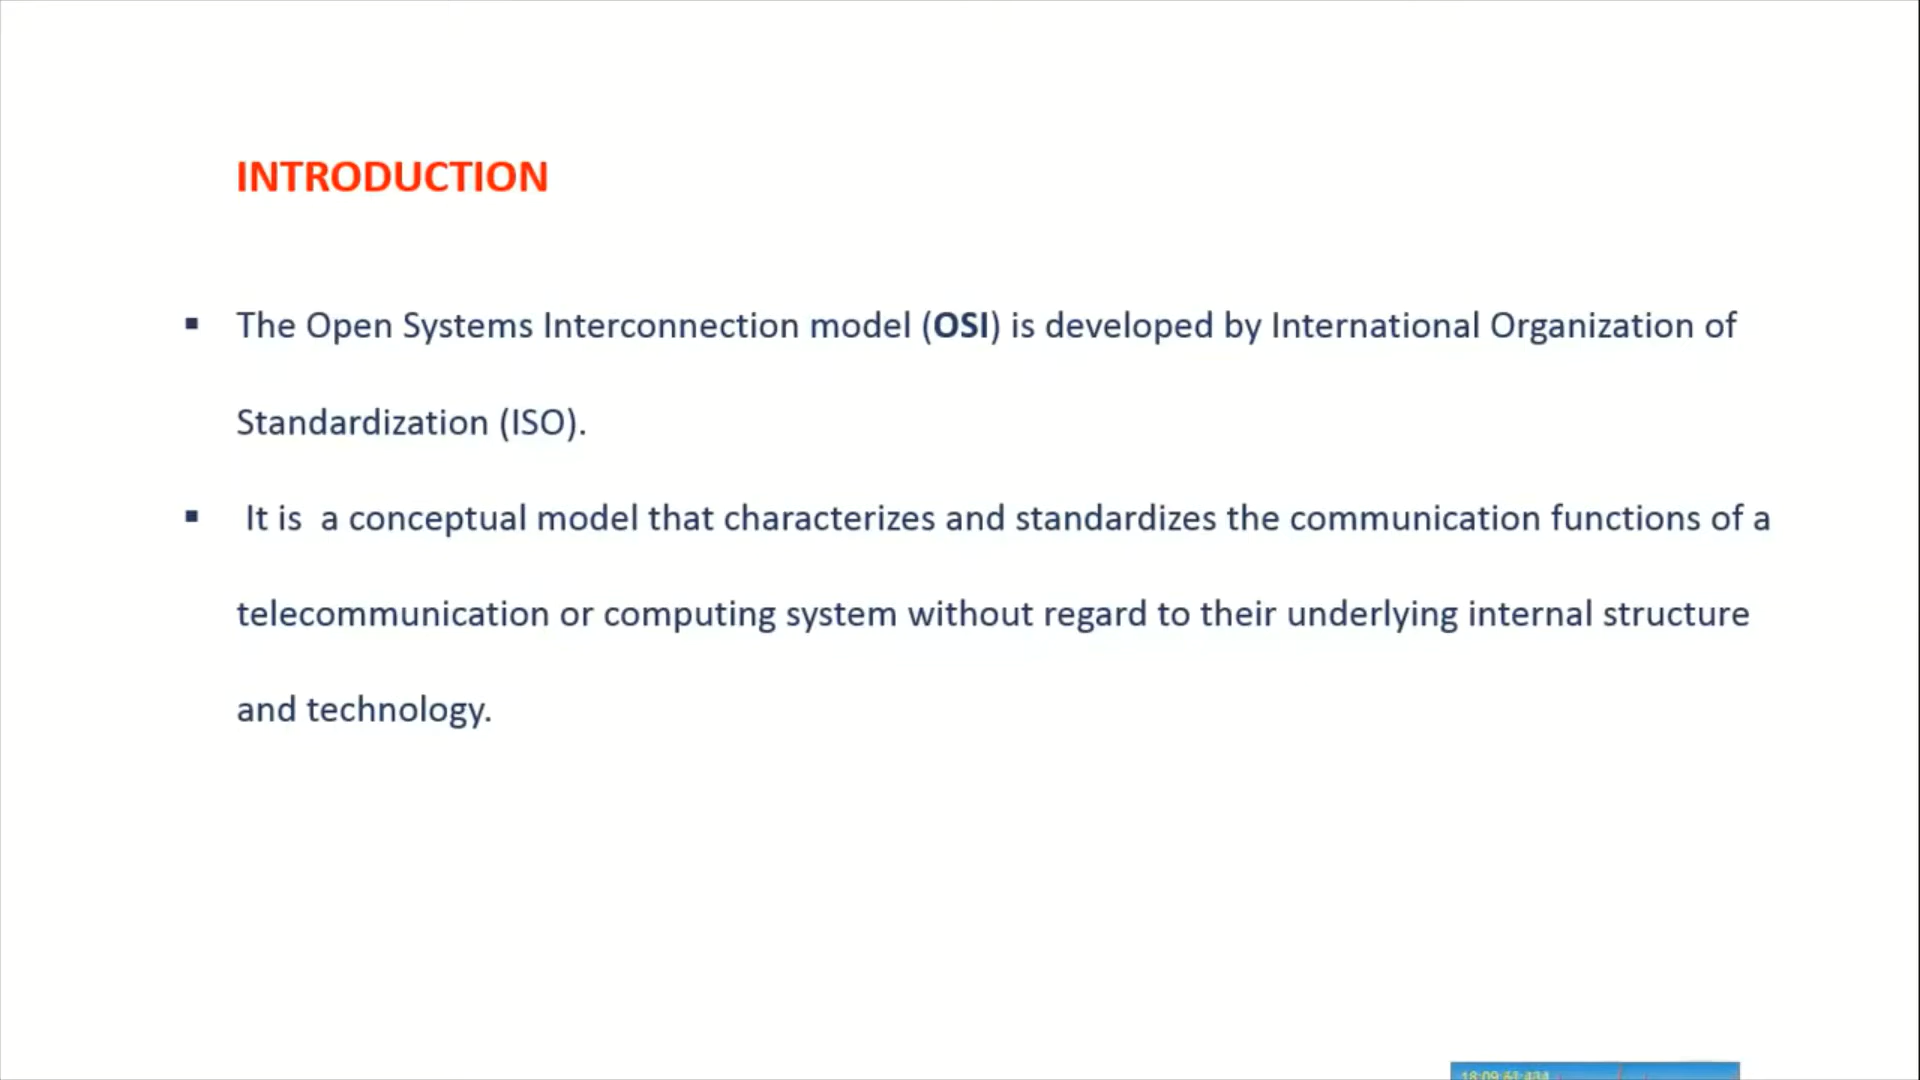 INTRODUCTION
▪ The Open Systems Interconnection model (OSI) is developed by International Organization of
Standardization (ISO).
▪ It is a conceptual model that characterizes and standardizes the communication functions of a
telecommunication or computing system without regard to their underlying internal structure
and technology.